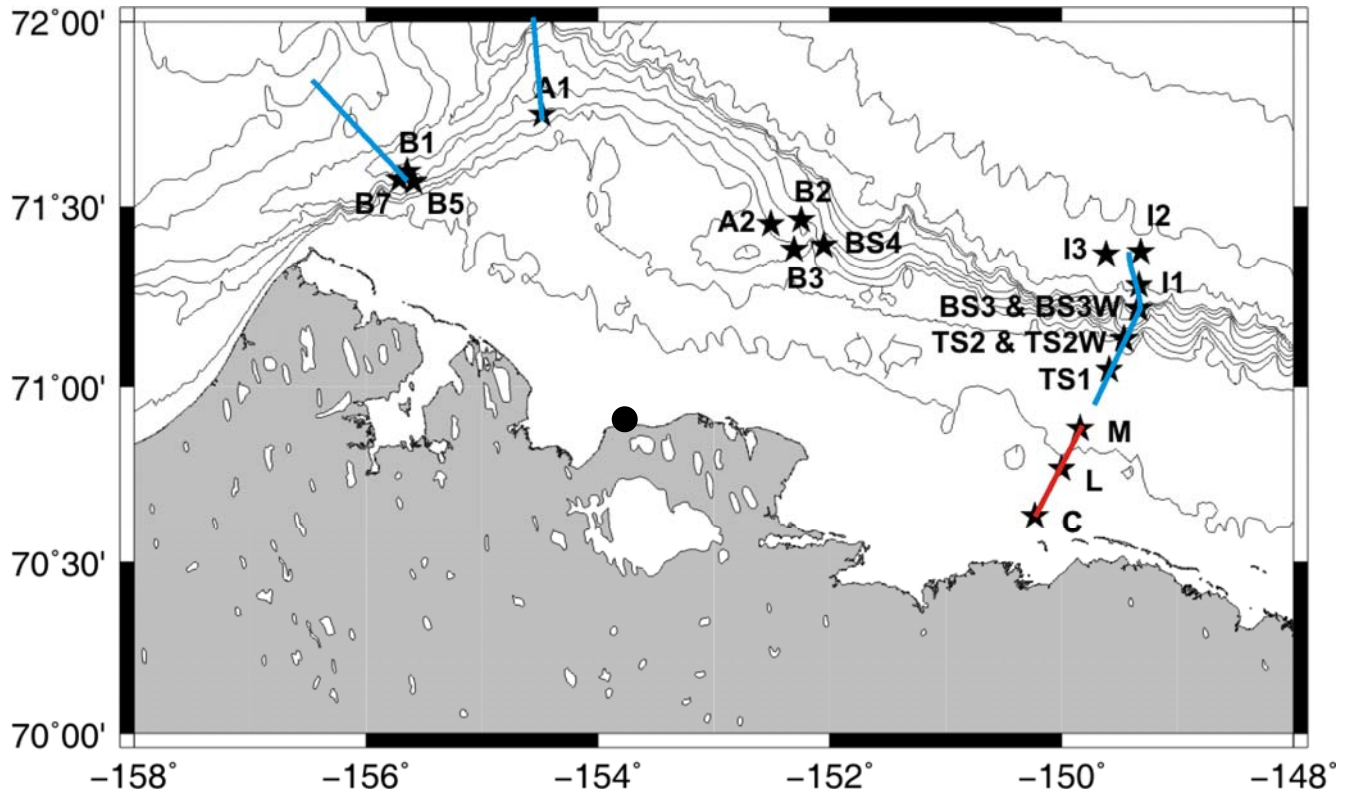 72°00'
A1
B1
B7
B5
71°30'
B2
A2
BS4
B3
I2
I3
I1
BS3 & BS3W
TS2 & TS2W
TS1
71°00'
M
L
C
70°30'
70°00'
−158˚
−156˚
−154˚
−152˚
−150˚
−148˚